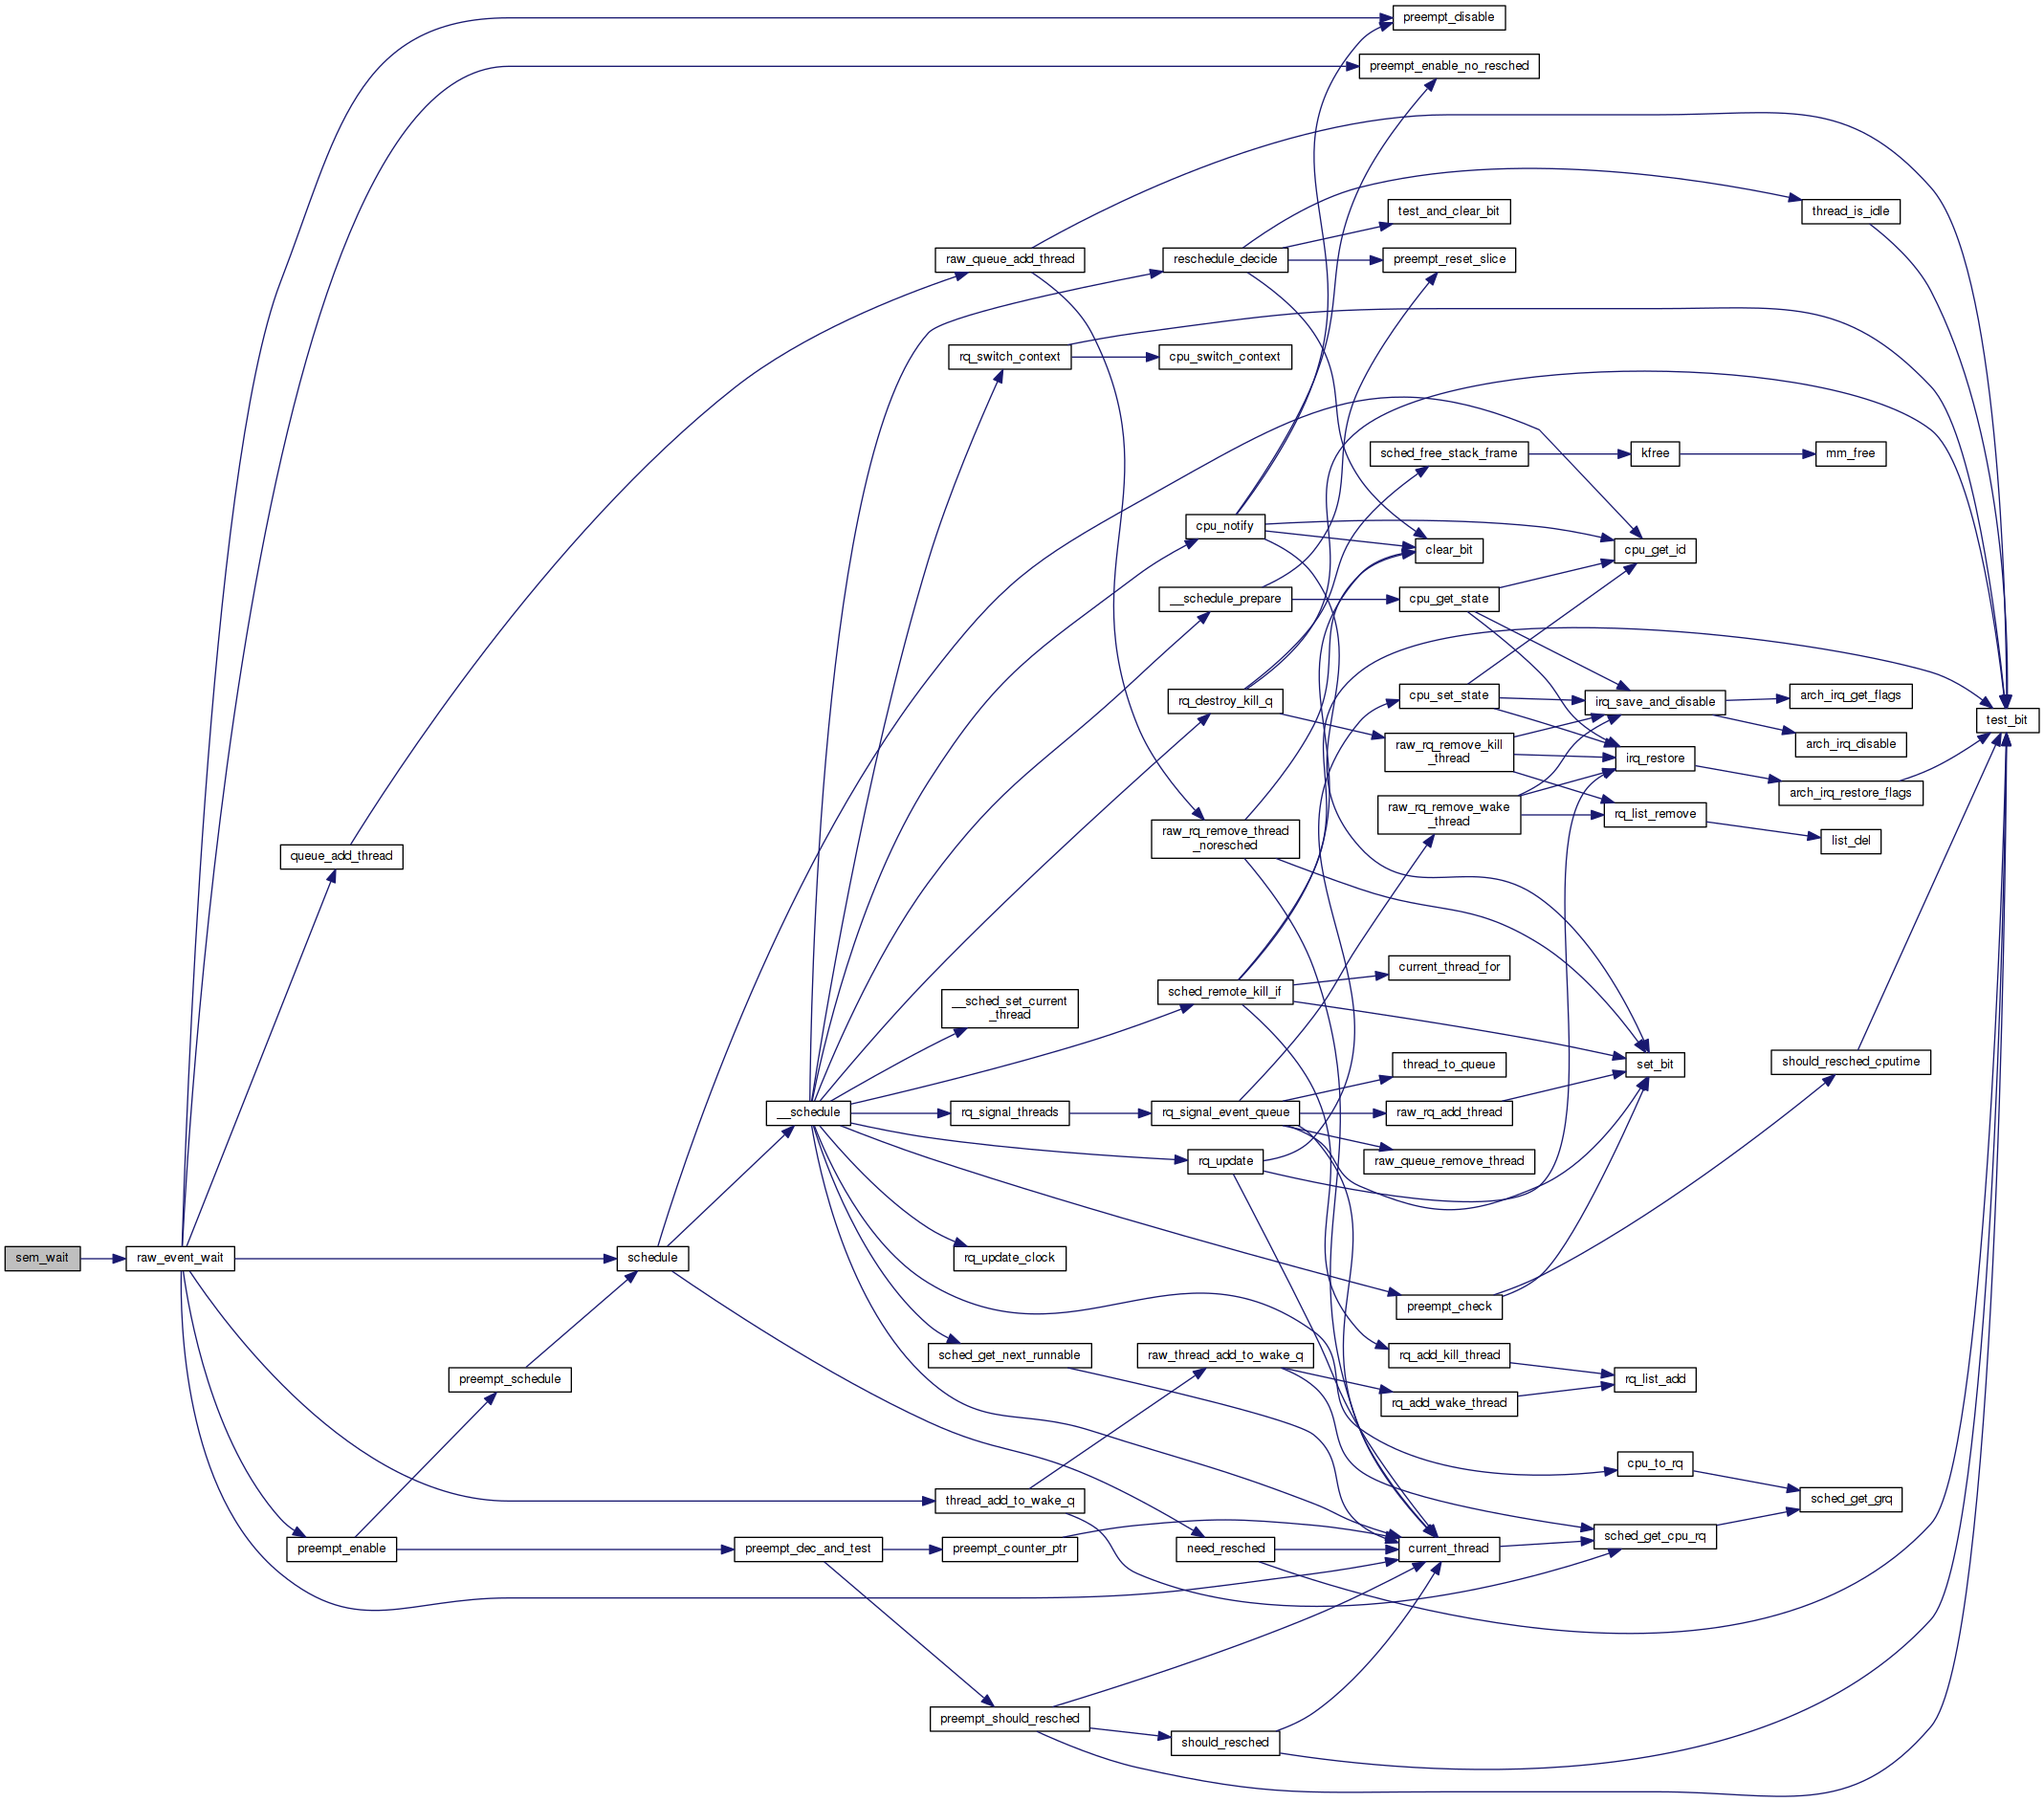 preempt_disable
preempt_enable_no_resched
test_and_clear_bit
thread_is_idle
raw_queue_add_thread
reschedule_decide
preempt_reset_slice
rq_switch_context
cpu_switch_context
sched_free_stack_frame
kfree
mm_free
cpu_notify
clear_bit
cpu_get_id
__schedule_prepare
cpu_get_state
rq_destroy_kill_q
cpu_set_state
irq_save_and_disable
arch_irq_get_flags
test_bit
raw_rq_remove_kill
_thread
irq_restore
arch_irq_disable
arch_irq_restore_flags
raw_rq_remove_wake
_thread
rq_list_remove
list_del
queue_add_thread
raw_rq_remove_thread
_noresched
current_thread_for
sched_remote_kill_if
__sched_set_current
_thread
thread_to_queue
set_bit
should_resched_cputime
__schedule
rq_signal_threads
rq_signal_event_queue
raw_rq_add_thread
rq_update
raw_queue_remove_thread
sem_wait
raw_event_wait
schedule
rq_update_clock
preempt_check
sched_get_next_runnable
raw_thread_add_to_wake_q
rq_add_kill_thread
preempt_schedule
rq_list_add
rq_add_wake_thread
cpu_to_rq
thread_add_to_wake_q
sched_get_grq
preempt_enable
preempt_dec_and_test
preempt_counter_ptr
need_resched
current_thread
sched_get_cpu_rq
preempt_should_resched
should_resched